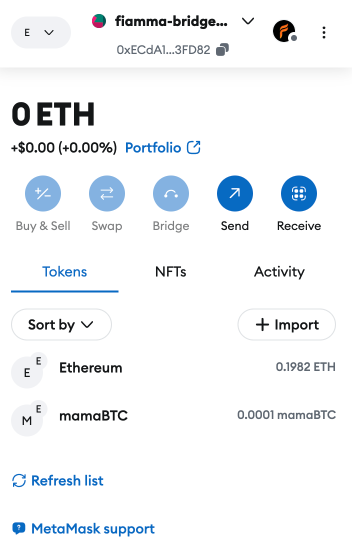 E
fiamma-bridge...
0xECdA1...3FD82
0 ETH
+$0.00 (+0.00%) Portfolio
Buy & Sell Swap Bridge Send Receive
Tokens NFTs Activity
Sort by + Import
E E Ethereum 0.1982 ETH
M E mamaBTC 0.0001 mamaBTC
Refresh list
MetaMask support